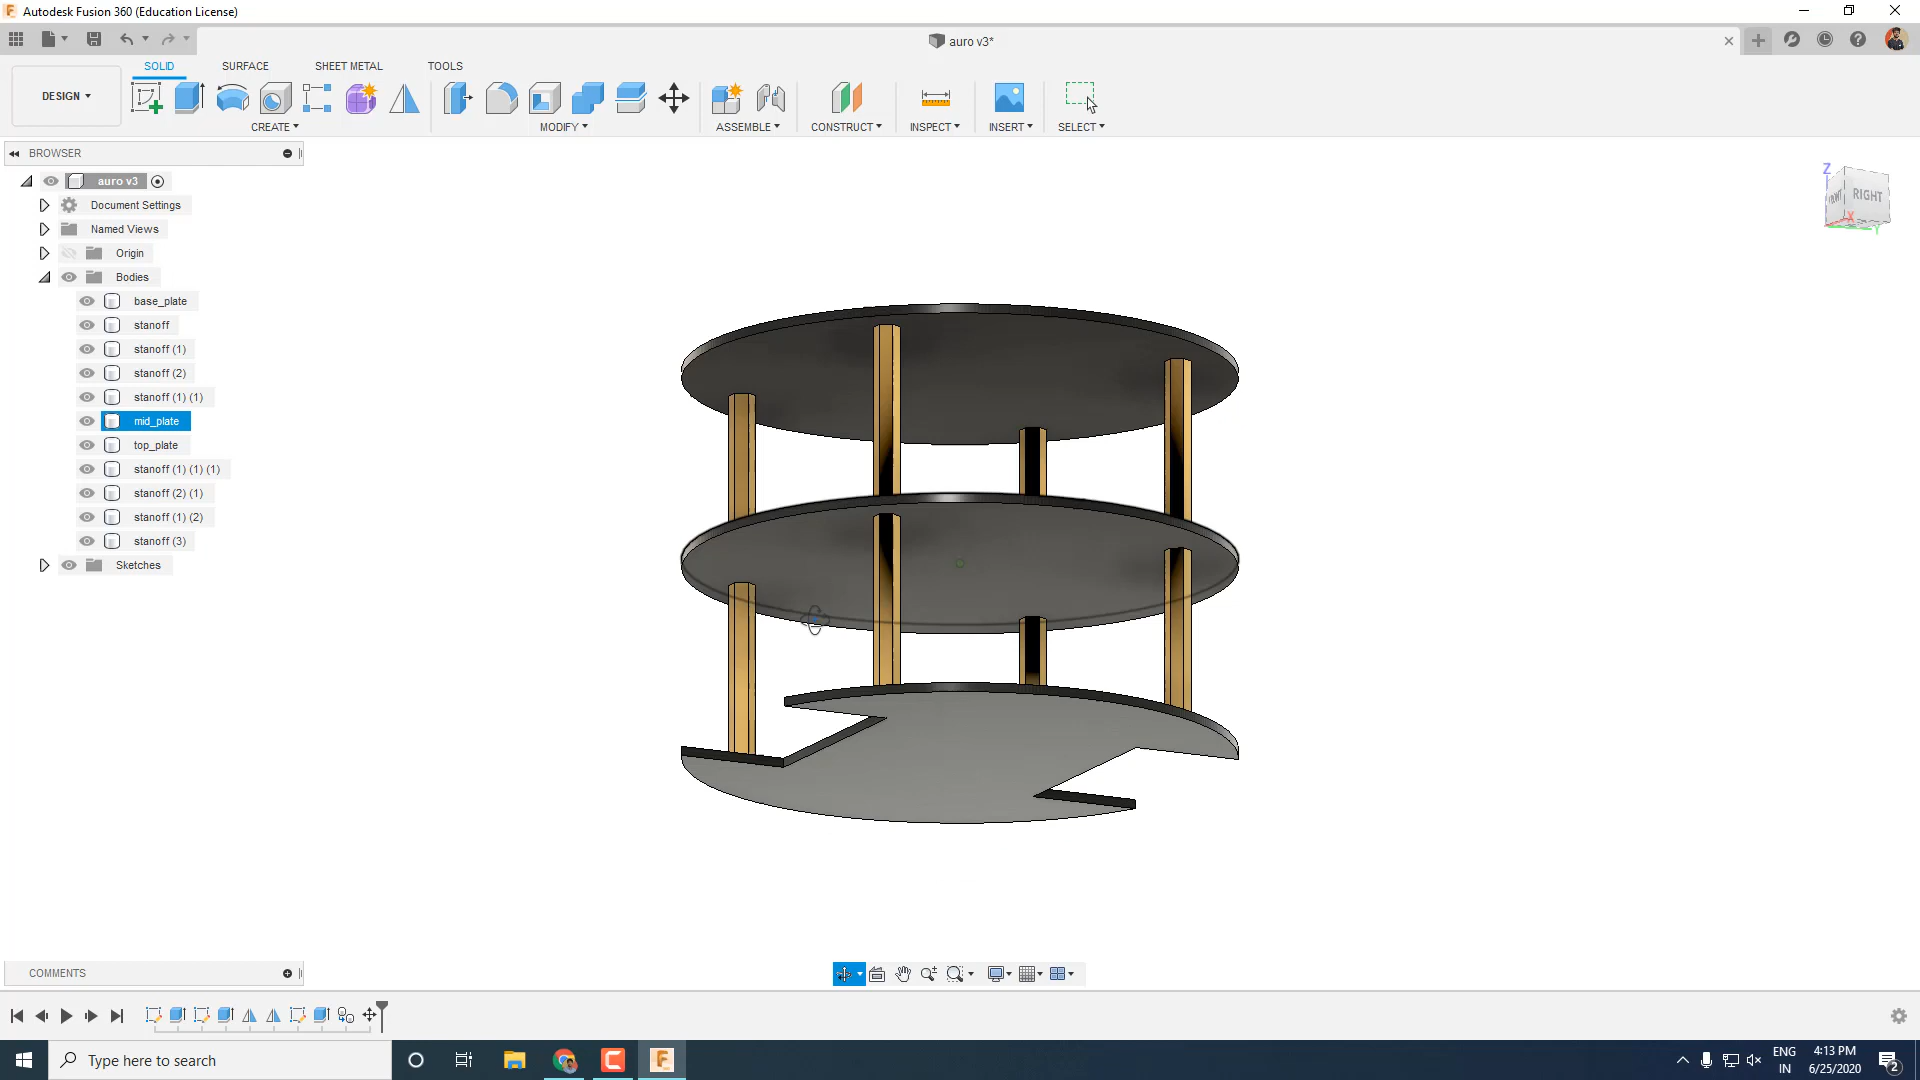 Autodesk Fusion 360 (Education License)
auro v3*
SOLID SURFACE SHEET METAL TOOLS
DESIGN
CREATE MODIFY ASSEMBLE CONSTRUCT INSPECT INSERT SELECT
BROWSER
auro v3
Document Settings
Named Views
Origin
Bodies
base_plate
stanoff
stanoff (1)
stanoff (2)
stanoff (1) (1)
mid_plate
top_plate
stanoff (1) (1) (1)
stanoff (2) (1)
stanoff (1) (2)
stanoff (3)
Sketches
Z
RIGHT
X
Y
COMMENTS
Type here to search
ENG
IN
4:13 PM
6/25/2020
2